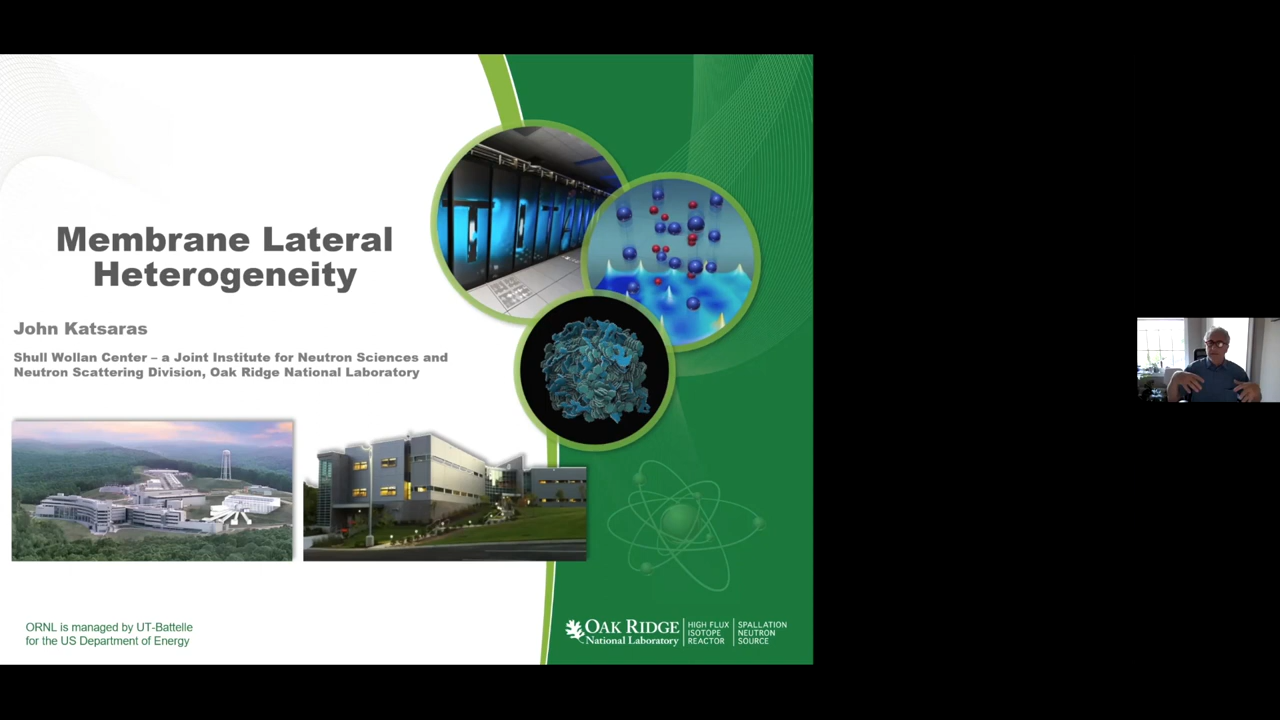 Membrane Lateral
Heterogeneity
John Katsaras
Shull Wollan Center – a Joint Institute for Neutron Sciences and
Neutron Scattering Division, Oak Ridge National Laboratory
TITAN
ORNL is managed by UT-Battelle
for the US Department of Energy
OAK RIDGE
National Laboratory
HIGH FLUX
ISOTOPE
REACTOR
SPALLATION
NEUTRON
SOURCE